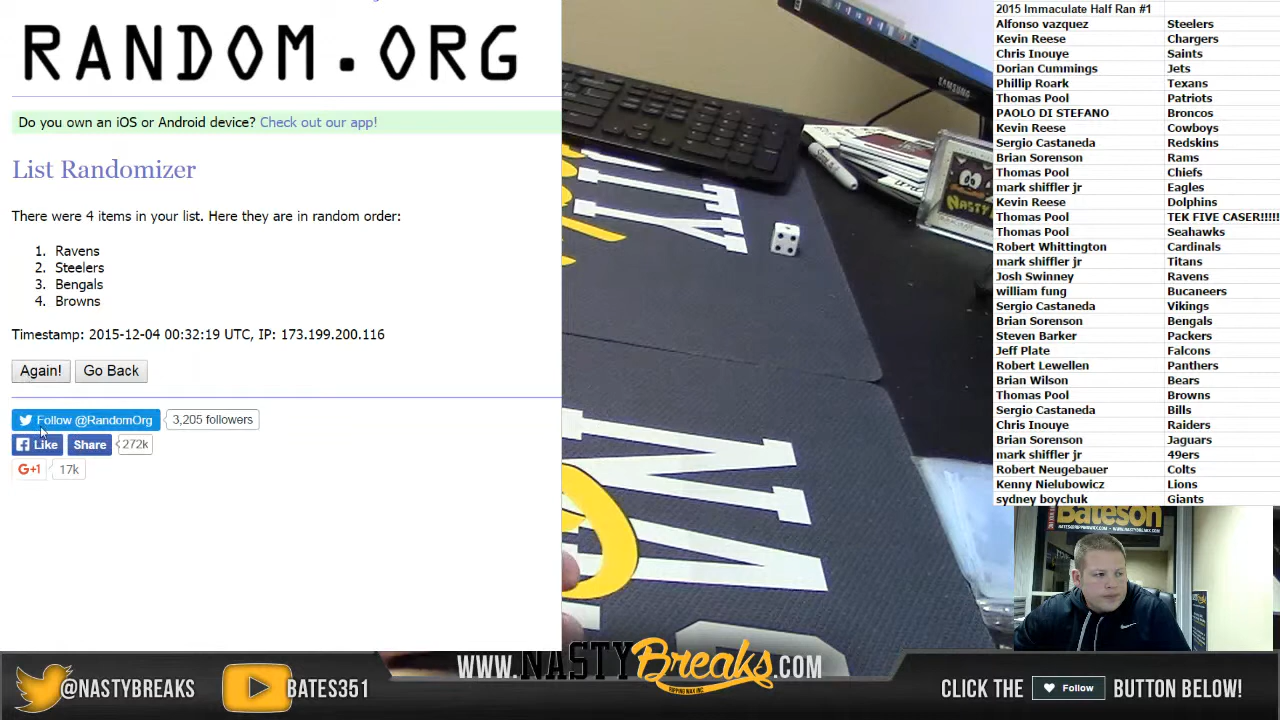 RANDOM.ORG
Do you own an iOS or Android device? Check out our app!
List Randomizer
There were 4 items in your list. Here they are in random order:
1. Ravens
2. Steelers
3. Bengals
4. Browns
Timestamp: 2015-12-04 00:32:19 UTC, IP: 173.199.200.116
Again! Go Back
Follow @RandomOrg 3,205 followers
Like Share 272k
G+1 17k
SAMSUNG
NASTY
2015 Immaculate Half Ran #1
Alfonso vazquez Steelers
Kevin Reese Chargers
Chris Inouye Saints
Dorian Cummings Jets
Phillip Roark Texans
Thomas Pool Patriots
PAOLO DI STEFANO Broncos
Kevin Reese Cowboys
Sergio Castaneda Redskins
Brian Sorenson Rams
Thomas Pool Chiefs
mark shiffler jr Eagles
Kevin Reese Dolphins
Thomas Pool TEK FIVE CASER!!!!!
Thomas Pool Seahawks
Robert Whittington Cardinals
mark shiffler jr Titans
Josh Swinney Ravens
william fung Bucaneers
Sergio Castaneda Vikings
Brian Sorenson Bengals
Steven Barker Packers
Jeff Plate Falcons
Robert Lewellen Panthers
Brian Wilson Bears
Thomas Pool Browns
Sergio Castaneda Bills
Chris Inouye Raiders
Brian Sorenson Jaguars
mark shiffler jr 49ers
Robert Neugebauer Colts
Kenny Nielubowicz Lions
sydney boychuk Giants
Bateson
@NASTYBREAKS
BATES351
WWW.NASTYBreaks.COM
RIPPING WAX INC.
CLICK THE Follow BUTTON BELOW!